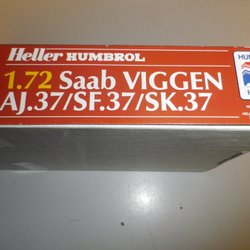 Heller HUMBROL
1.72 Saab VIGGEN
AJ.37/SF.37/SK.37